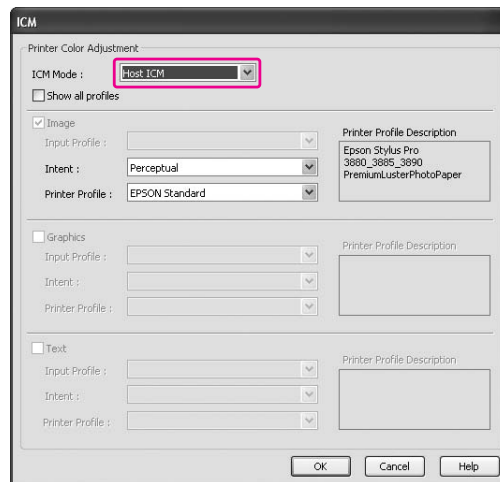 ICM
Printer Color Adjustment
ICM Mode : Host ICM
Show all profiles
Image
Input Profile :
Printer Profile Description
Intent : Perceptual
Epson Stylus Pro
3880_3885_3890
PremiumLusterPhotoPaper
Printer Profile : EPSON Standard
Graphics
Input Profile :
Printer Profile Description
Intent :
Printer Profile :
Text
Input Profile :
Printer Profile Description
Intent :
Printer Profile :
OK Cancel Help